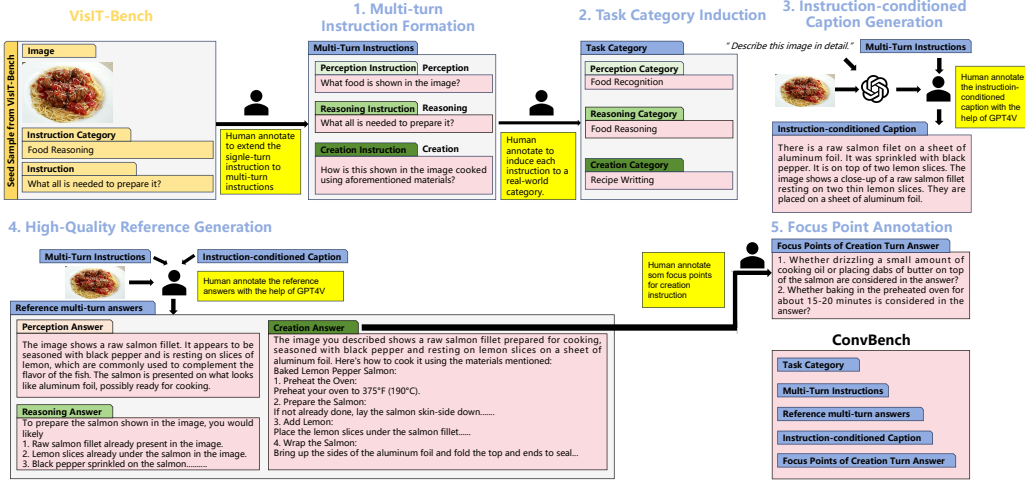 VisIT-Bench
Seed Sample from VisIT-Bench
Image
Instruction Category
Food Reasoning
Instruction
What all is needed to prepare it?
Human annotate
to extend the
signle-turn
instruction to
multi-turn
instructions
1. Multi-turn
Instruction Formation
Multi-Turn Instructions
Perception Instruction Perception
What food is shown in the image?
Reasoning Instruction Reasoning
What all is needed to prepare it?
Creation Instruction Creation
How is this shown in the image cooked
using aforementioned materials?
Human
annotate to
induce each
instruction to a
real-world
category.
2. Task Category Induction
Task Category
Perception Category
Food Recognition
Reasoning Category
Food Reasoning
Creation Category
Recipe Writting
3. Instruction-conditioned
Caption Generation
" Describe this image in detail."
Multi-Turn Instructions
Human annotate
the instructioin-
conditioned
caption with the
help of GPT4V
Instruction-conditioned Caption
There is a raw salmon filet on a sheet of
aluminum foil. It was sprinkled with black
pepper. It is on top of two lemon slices. The
image shows a close-up of a raw salmon fillet
resting on two thin lemon slices. They are
placed on a sheet of aluminum foil.
4. High-Quality Reference Generation
Multi-Turn Instructions
Instruction-conditioned Caption
Human annotate the reference
answers with the help of GPT4V
Reference multi-turn answers
Perception Answer
The image shows a raw salmon fillet. It appears to be
seasoned with black pepper and is resting on slices of
lemon, which are commonly used to complement the
flavor of the fish. The salmon is presented on what looks
like aluminum foil, possibly ready for cooking.
Reasoning Answer
To prepare the salmon shown in the image, you would
likely
1. Raw salmon fillet already present in the image.
2. Lemon slices already under the salmon in the image.
3. Black pepper sprinkled on the salmon..........
Creation Answer
The image you described shows a raw salmon fillet prepared for cooking,
seasoned with black pepper and resting on lemon slices on a sheet of
aluminum foil. Here's how to cook it using the materials mentioned:
Baked Lemon Pepper Salmon:
1. Preheat the Oven:
Preheat your oven to 375°F (190°C).
2. Prepare the Salmon:
If not already done, lay the salmon skin-side down.......
3. Add Lemon:
Place the lemon slices under the salmon fillet......
4. Wrap the Salmon:
Bring up the sides of the aluminum foil and fold the top and ends to seal...
Human annotate
som focus points
for creation
instruction
5. Focus Point Annotation
Focus Points of Creation Turn Answer
1. Whether drizzling a small amount of
cooking oil or placing dabs of butter on top
of the salmon are considered in the answer?
2. Whether baking in the preheated oven for
about 15-20 minutes is considered in the
answer?
ConvBench
Task Category
Multi-Turn Instructions
Reference multi-turn answers
Instruction-conditioned Caption
Focus Points of Creation Turn Answer